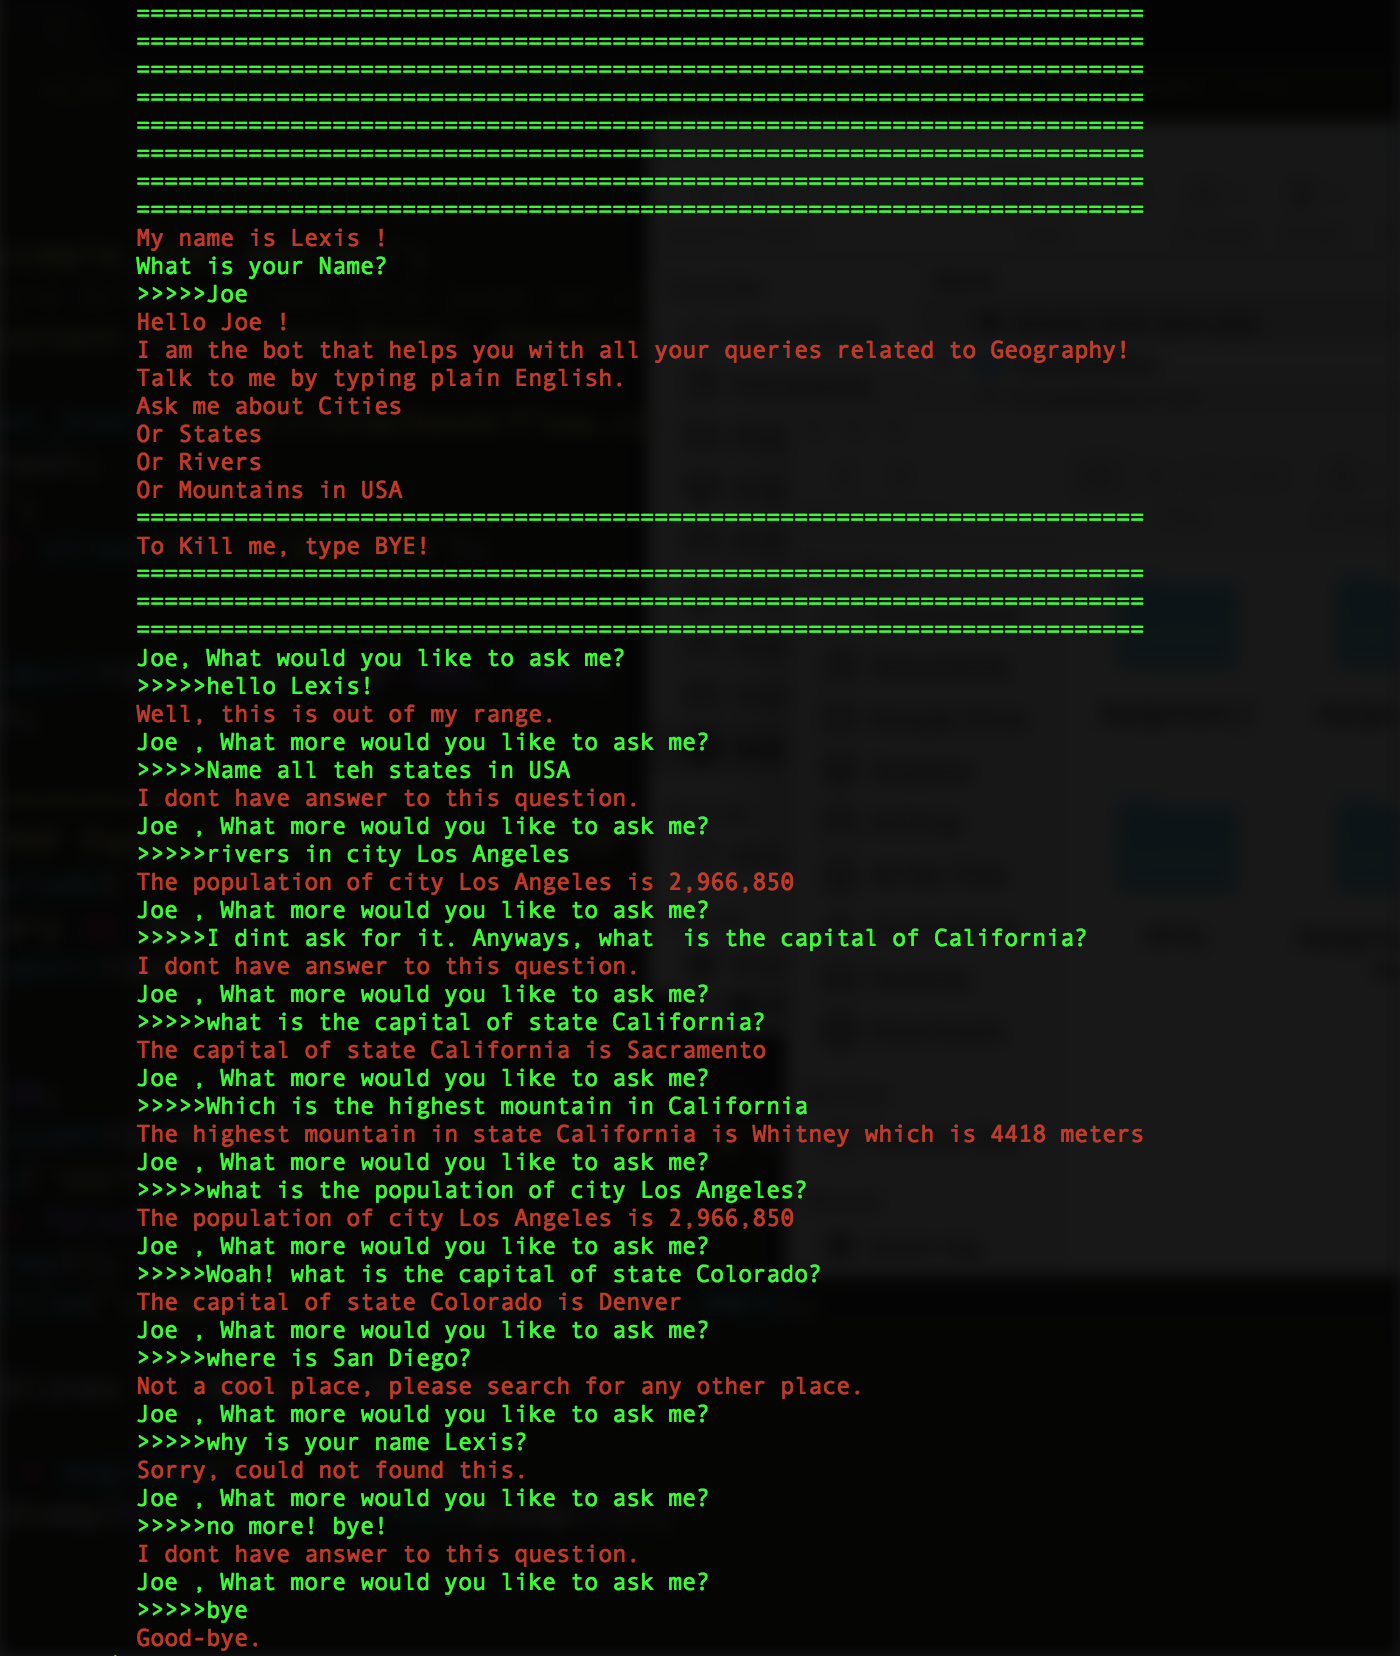 ========================================================================
========================================================================
========================================================================
========================================================================
========================================================================
========================================================================
========================================================================
========================================================================
My name is Lexis !
What is your Name?
>>>>>Joe
Hello Joe !
I am the bot that helps you with all your queries related to Geography!
Talk to me by typing plain English.
Ask me about Cities
Or States
Or Rivers
Or Mountains in USA
========================================================================
To Kill me, type BYE!
========================================================================
========================================================================
========================================================================
Joe, What would you like to ask me?
>>>>>hello Lexis!
Well, this is out of my range.
Joe , What more would you like to ask me?
>>>>>Name all teh states in USA
I dont have answer to this question.
Joe , What more would you like to ask me?
>>>>>rivers in city Los Angeles
The population of city Los Angeles is 2,966,850
Joe , What more would you like to ask me?
>>>>>I dint ask for it. Anyways, what  is the capital of California?
I dont have answer to this question.
Joe , What more would you like to ask me?
>>>>>what is the capital of state California?
The capital of state California is Sacramento
Joe , What more would you like to ask me?
>>>>>Which is the highest mountain in California
The highest mountain in state California is Whitney which is 4418 meters
Joe , What more would you like to ask me?
>>>>>what is the population of city Los Angeles?
The population of city Los Angeles is 2,966,850
Joe , What more would you like to ask me?
>>>>>Woah! what is the capital of state Colorado?
The capital of state Colorado is Denver
Joe , What more would you like to ask me?
>>>>>where is San Diego?
Not a cool place, please search for any other place.
Joe , What more would you like to ask me?
>>>>>why is your name Lexis?
Sorry, could not found this.
Joe , What more would you like to ask me?
>>>>>no more! bye!
I dont have answer to this question.
Joe , What more would you like to ask me?
>>>>>bye
Good-bye.